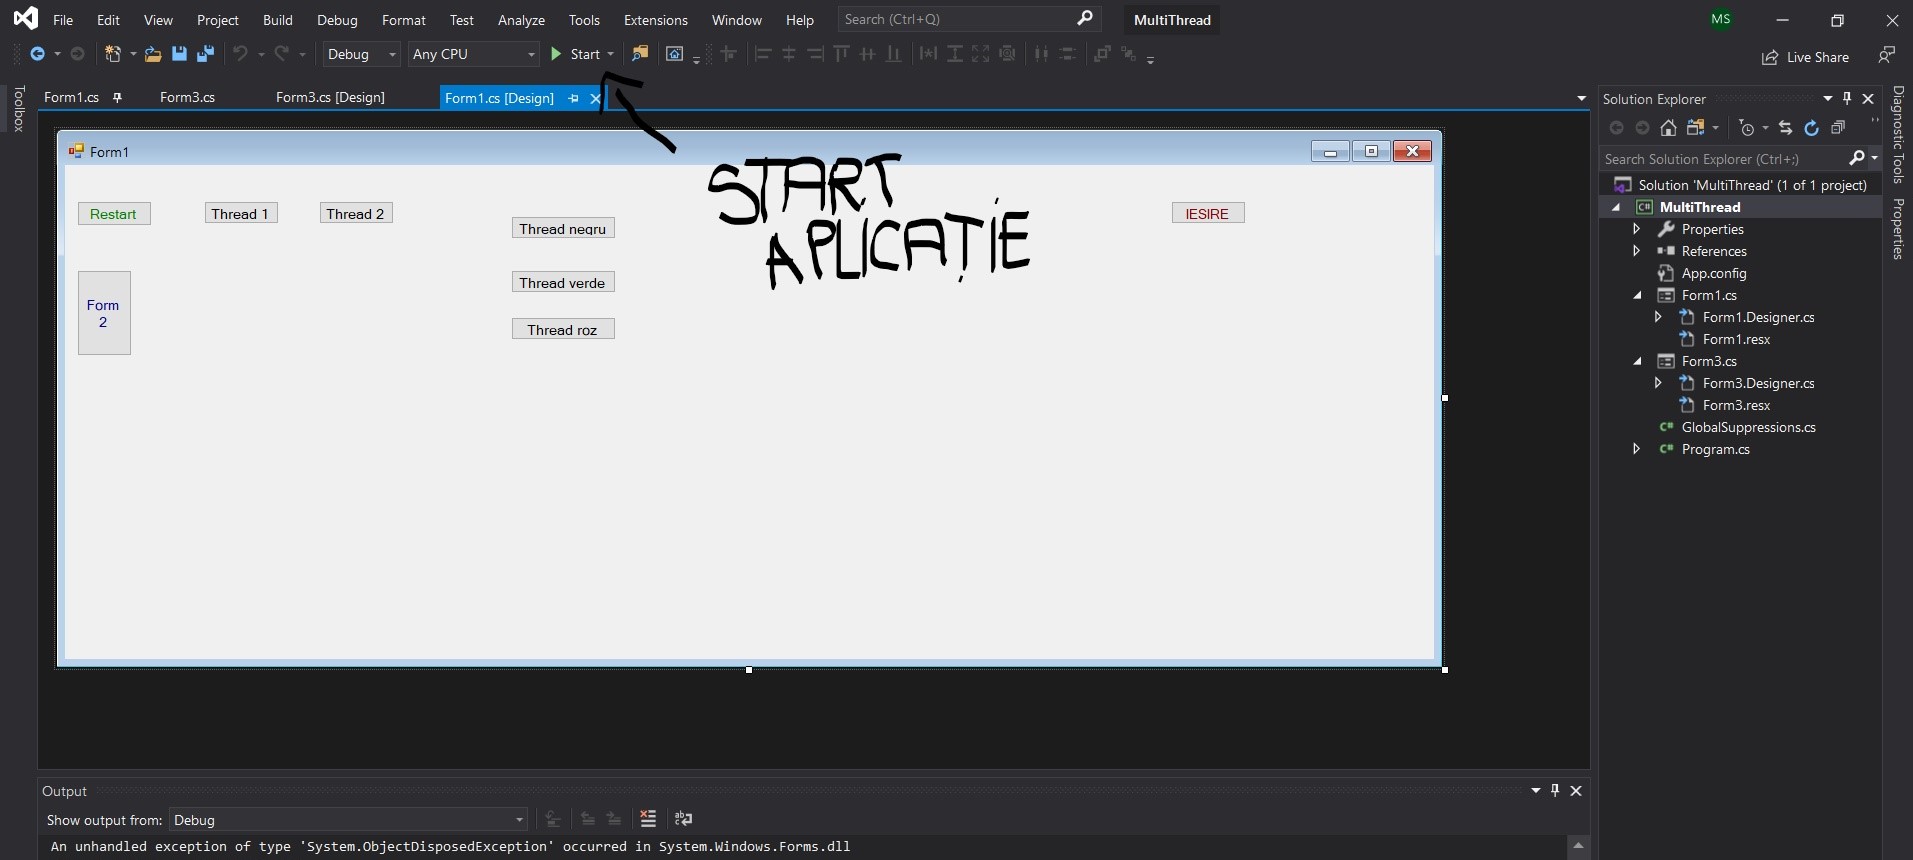 File Edit View Project Build Debug Format Test Analyze Tools Extensions Window Help Search (Ctrl+Q) MultiThread MS
Debug Any CPU Start Live Share
Toolbox
Form1.cs Form3.cs Form3.cs [Design] Form1.cs [Design]
Form1
Restart Thread 1 Thread 2 IESIRE
Thread negru
Form
2
Thread verde
Thread roz
START
APLICAȚIE
Solution Explorer
Search Solution Explorer (Ctrl+;)
Solution 'MultiThread' (1 of 1 project)
C# MultiThread
Properties
References
App.config
Form1.cs
Form1.Designer.cs
Form1.resx
Form3.cs
Form3.Designer.cs
Form3.resx
C# GlobalSuppressions.cs
C# Program.cs
Diagnostic Tools
Properties
Output
Show output from: Debug
An unhandled exception of type 'System.ObjectDisposedException' occurred in System.Windows.Forms.dll